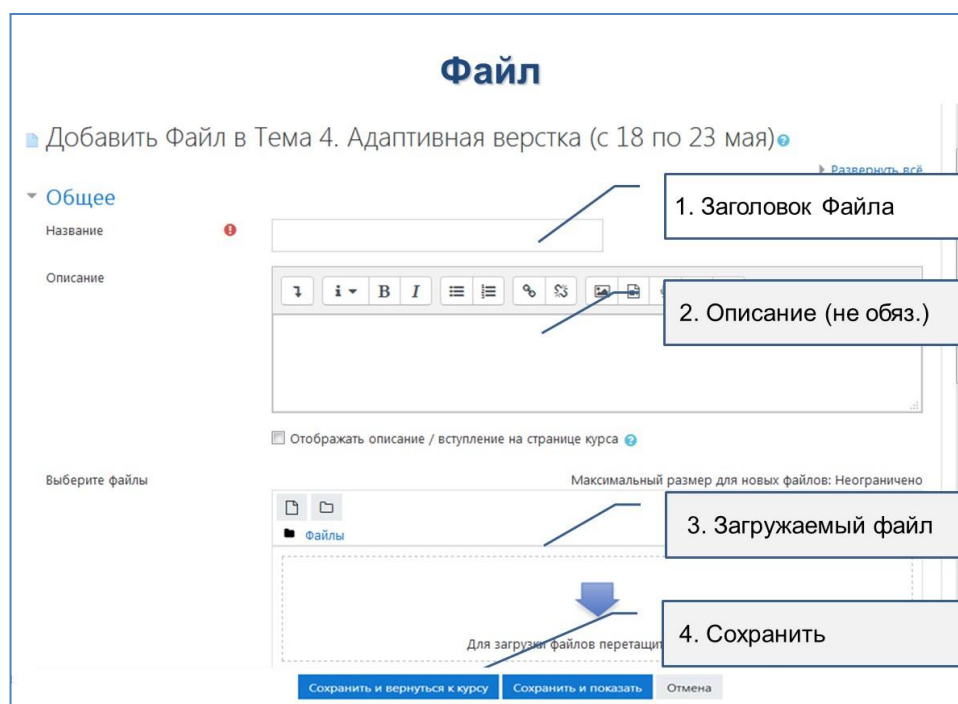 Файл
Добавить Файл в Тема 4. Адаптивная верстка (с 18 по 23 мая)
Развернуть всё
Общее
1. Заголовок Файла
Название
Описание
B I
2. Описание (не обяз.)
Отображать описание / вступление на странице курса
Выберите файлы
Максимальный размер для новых файлов: Неограничено
3. Загружаемый файл
Файлы
4. Сохранить
Для загрузки файлов перетащит
Сохранить и вернуться к курсу Сохранить и показать Отмена